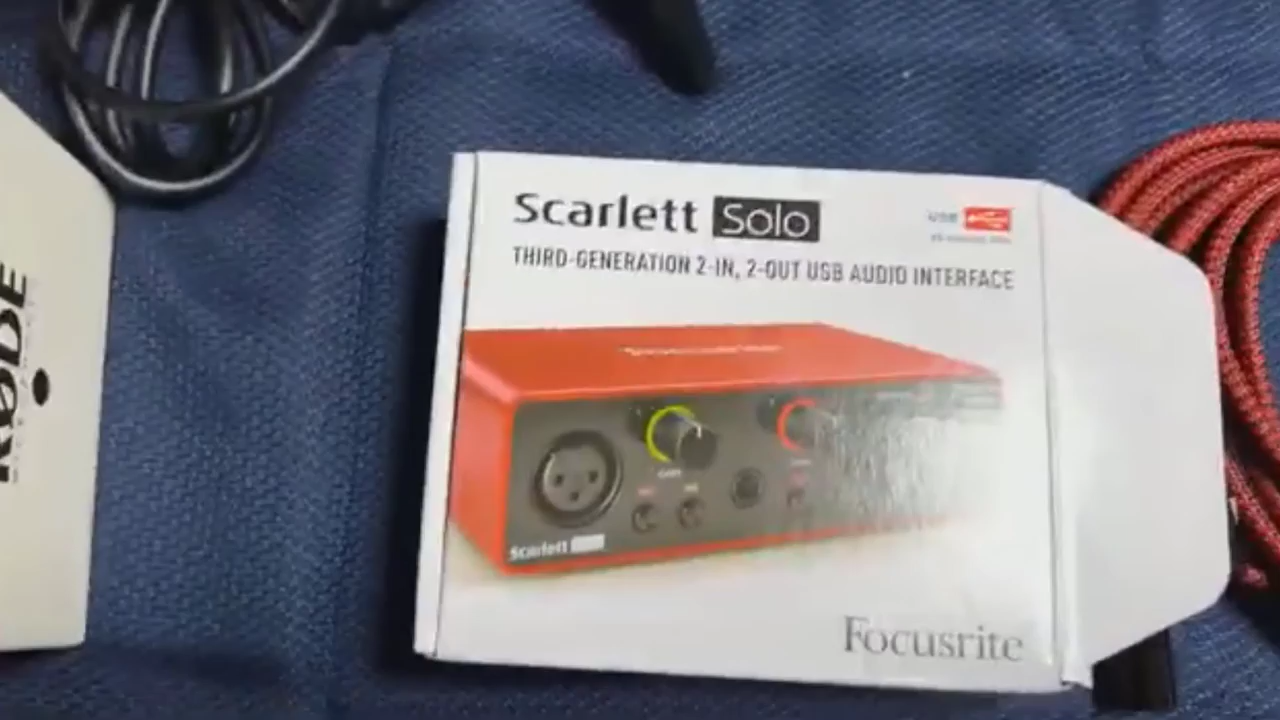 Scarlett Solo
THIRD-GENERATION 2-IN, 2-OUT USB AUDIO INTERFACE
USB
Scarlett
Focusrite
RØDE